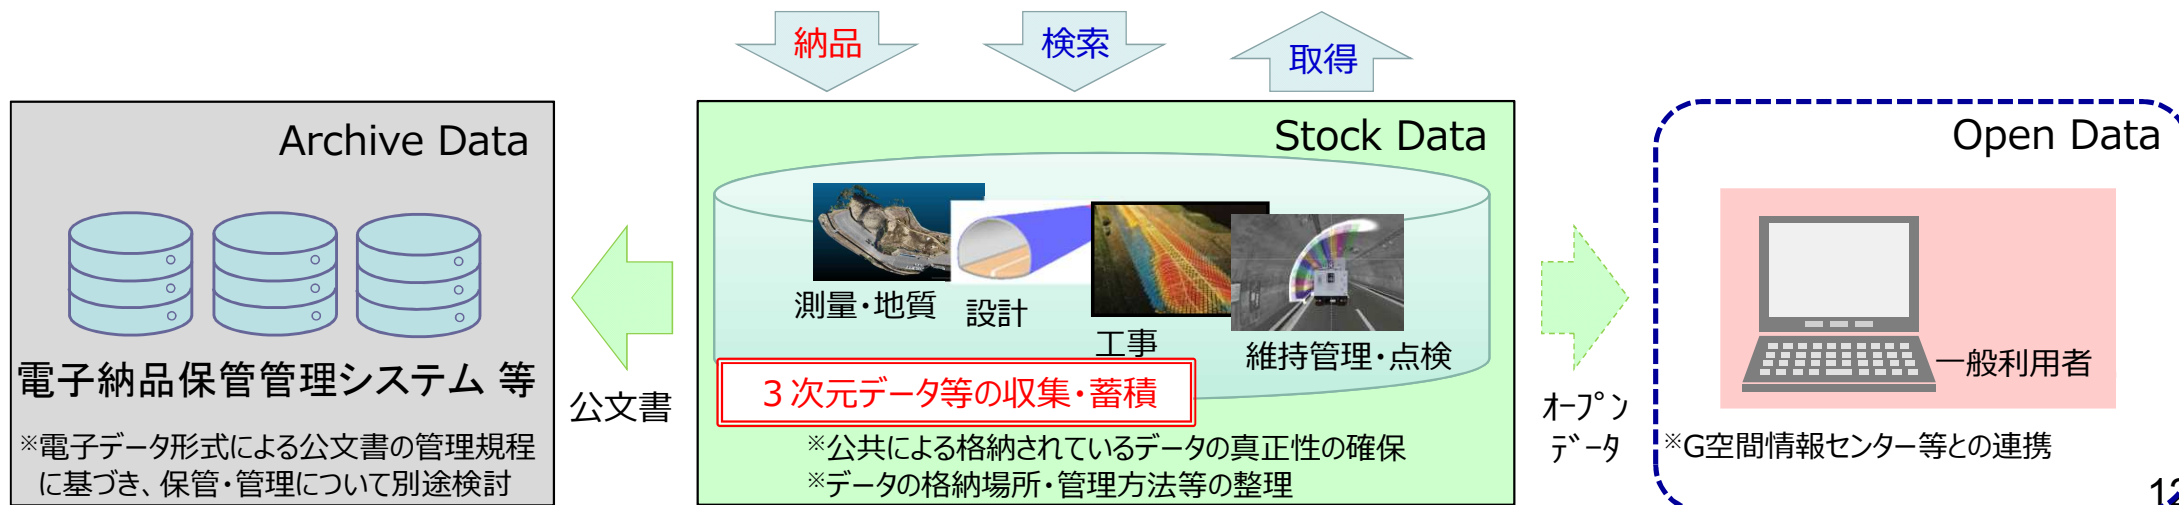 納品
検索
取得
Archive Data
電子納品保管管理システム 等
※電子データ形式による公文書の管理規程
に基づき、保管・管理について別途検討
公文書
Stock Data
測量・地質
設計
工事
維持管理・点検
３次元データ等の収集・蓄積
※公共による格納されているデータの真正性の確保
※データの格納場所・管理方法等の整理
ｵｰﾌﾟﾝ
ﾃﾞｰﾀ
Open Data
一般利用者
※G空間情報センター等との連携
12